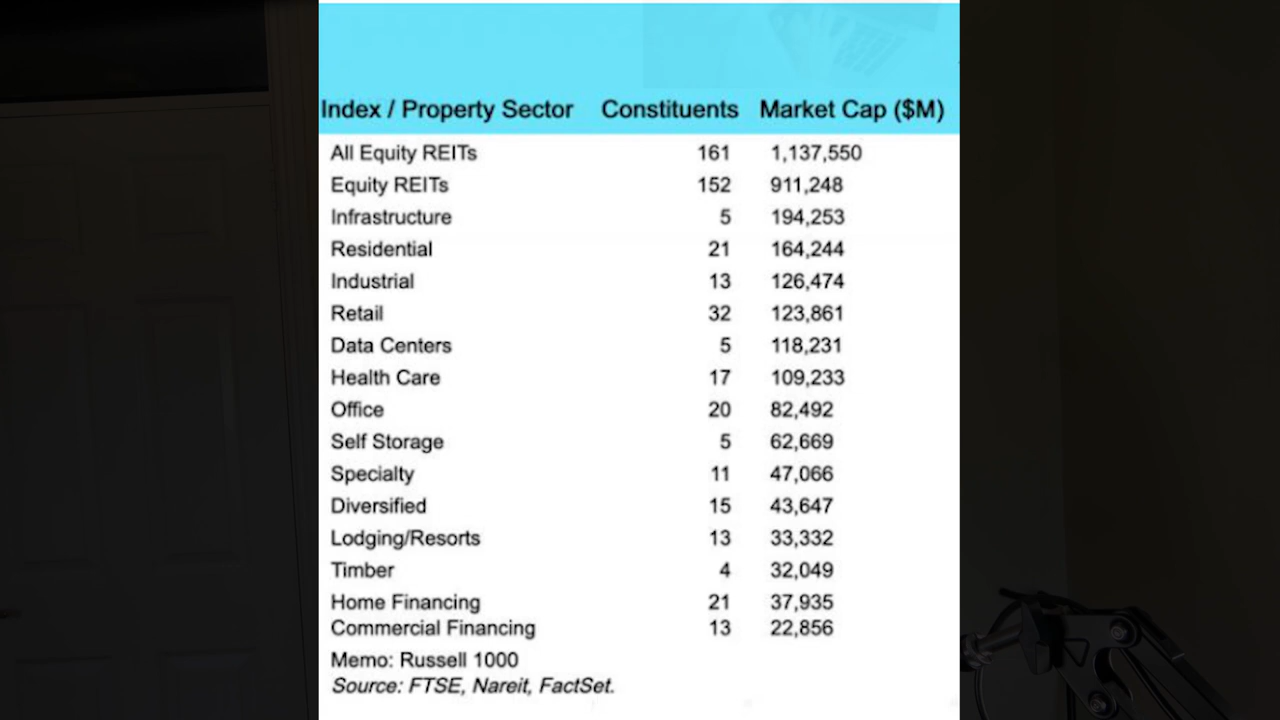 Index / Property Sector Constituents Market Cap ($M)
All Equity REITs 161 1,137,550
Equity REITs 152 911,248
Infrastructure 5 194,253
Residential 21 164,244
Industrial 13 126,474
Retail 32 123,861
Data Centers 5 118,231
Health Care 17 109,233
Office 20 82,492
Self Storage 5 62,669
Specialty 11 47,066
Diversified 15 43,647
Lodging/Resorts 13 33,332
Timber 4 32,049
Home Financing 21 37,935
Commercial Financing 13 22,856
Memo: Russell 1000
Source: FTSE, Nareit, FactSet.